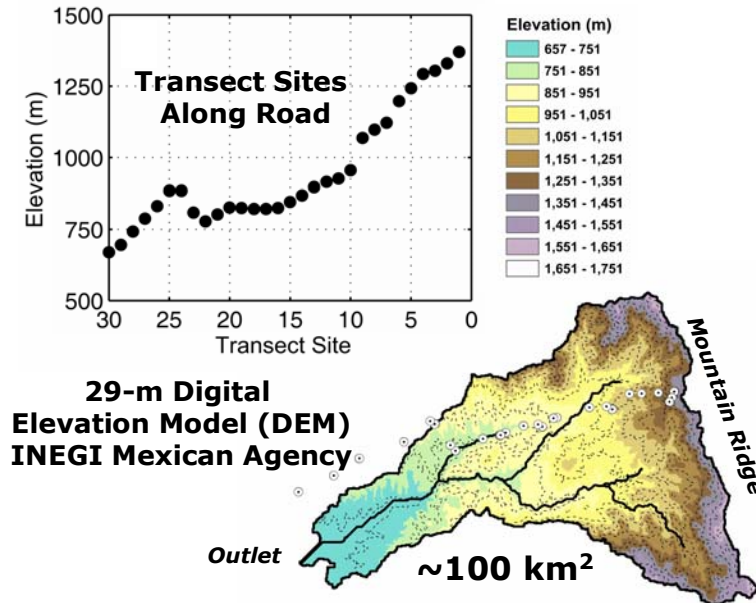 1500
1250
1000
750
500
Elevation (m)
Transect Sites
Along Road
30
25
20
15
10
5
0
Transect Site
Elevation (m)
657 - 751
751 - 851
851 - 951
951 - 1,051
1,051 - 1,151
1,151 - 1,251
1,251 - 1,351
1,351 - 1,451
1,451 - 1,551
1,551 - 1,651
1,651 - 1,751
29-m Digital
Elevation Model (DEM)
INEGI Mexican Agency
Mountain Ridge
Outlet
~100 km²